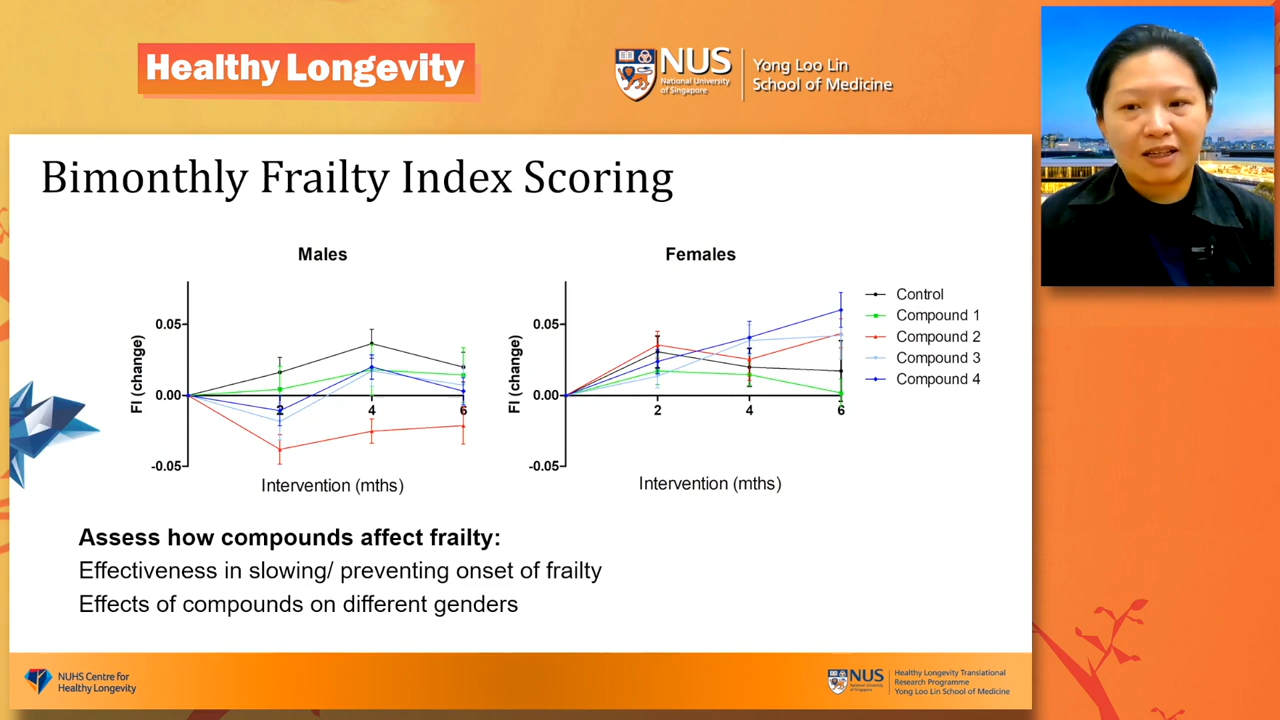 Healthy Longevity
NUS
National University
of Singapore
Yong Loo Lin
School of Medicine
Bimonthly Frailty Index Scoring
Males
FI (change)
0.05
0.00
-0.05
2
4
6
Intervention (mths)
Females
FI (change)
0.05
0.00
-0.05
2
4
6
Intervention (mths)
Control
Compound 1
Compound 2
Compound 3
Compound 4
Assess how compounds affect frailty:
Effectiveness in slowing/ preventing onset of frailty
Effects of compounds on different genders
NUHS Centre for
Healthy Longevity
NUS
National University
of Singapore
Healthy Longevity Translational
Research Programme
Yong Loo Lin School of Medicine